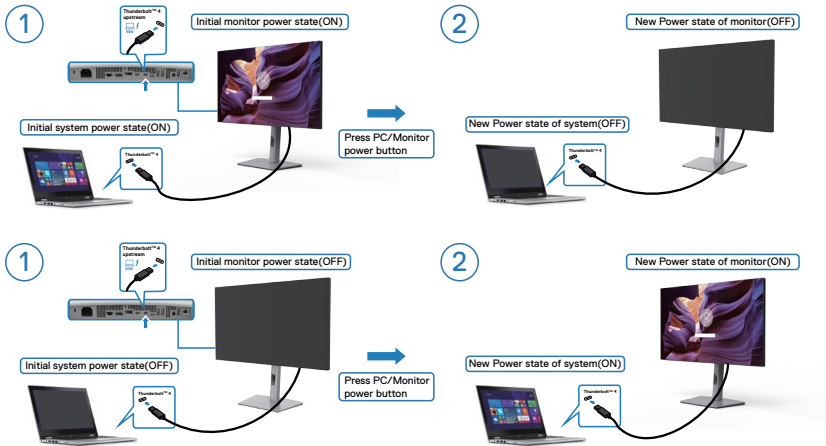 1
Thunderbolt™ 4
upstream
Initial monitor power state(ON)
Initial system power state(ON)
Thunderbolt™ 4
Press PC/Monitor
power button
2
New Power state of monitor(OFF)
New Power state of system(OFF)
Thunderbolt™ 4
1
Thunderbolt™ 4
upstream
Initial monitor power state(OFF)
Initial system power state(OFF)
Thunderbolt™ 4
Press PC/Monitor
power button
2
New Power state of monitor(ON)
New Power state of system(ON)
Thunderbolt™ 4